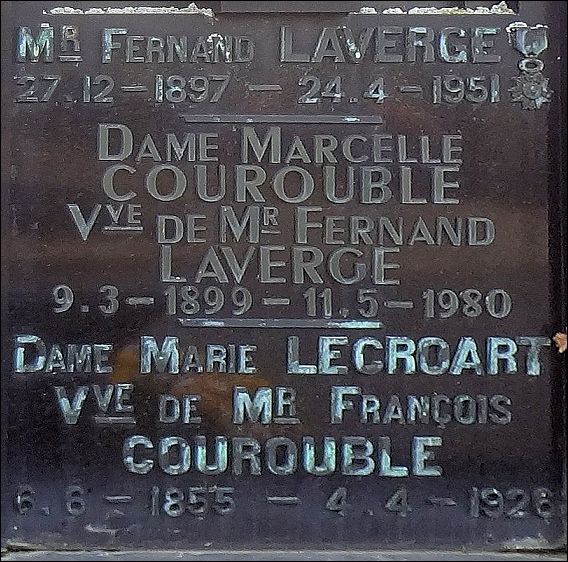 MR FERNAND LAVERGE
27.12 - 1897 - 24.4 - 1951
DAME MARCELLE
COUROUBLE
VVE DE MR FERNAND
LAVERGE
9.3 - 1899 - 11.5 - 1980
DAME MARIE LECROART
VVE DE MR FRANÇOIS
COUROUBLE
6.6 - 1855 - 4.4 - 1926